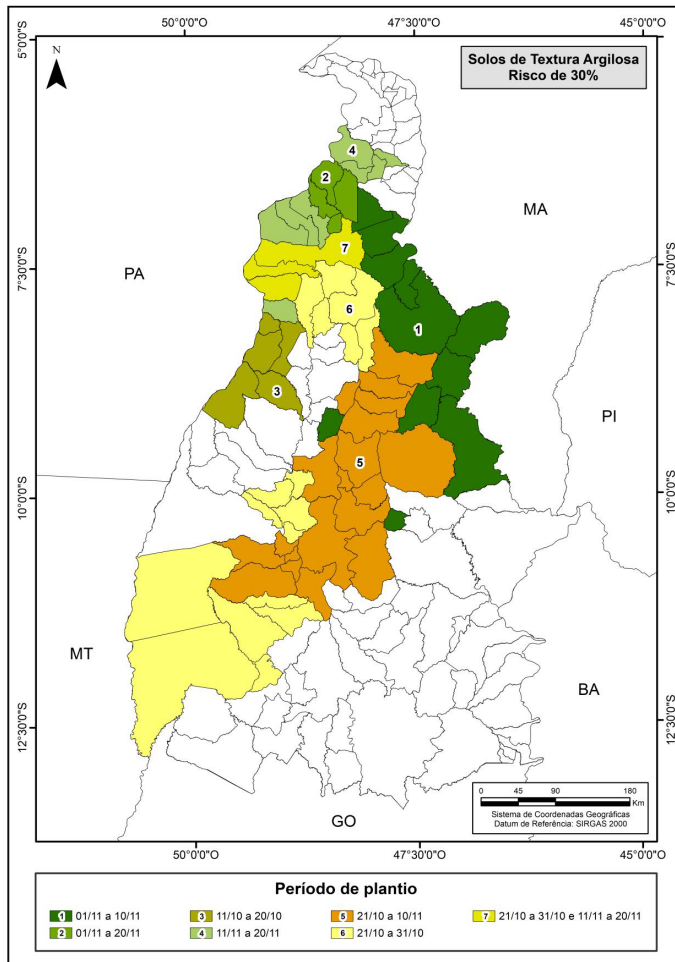 50°0'0"O 47°30'0"O 45°0'0"O
5°0'0"S
N
Solos de Textura Argilosa
Risco de 30%
4
2
MA
7
7°30'0"S 7°30'0"S
PA
6
1
3
PI
5
10°0'0"S 10°0'0"S
MT
BA
12°30'0"S 12°30'0"S
0 45 90 180
Km
Sistema de Coordenadas Geográficas
Datum de Referência: SIRGAS 2000
GO
50°0'0"O 47°30'0"O 45°0'0"O
Período de plantio
1 01/11 a 10/11 3 11/10 a 20/10 5 21/10 a 10/11 7 21/10 a 31/10 e 11/11 a 20/11
2 01/11 a 20/11 4 11/11 a 20/11 6 21/10 a 31/10